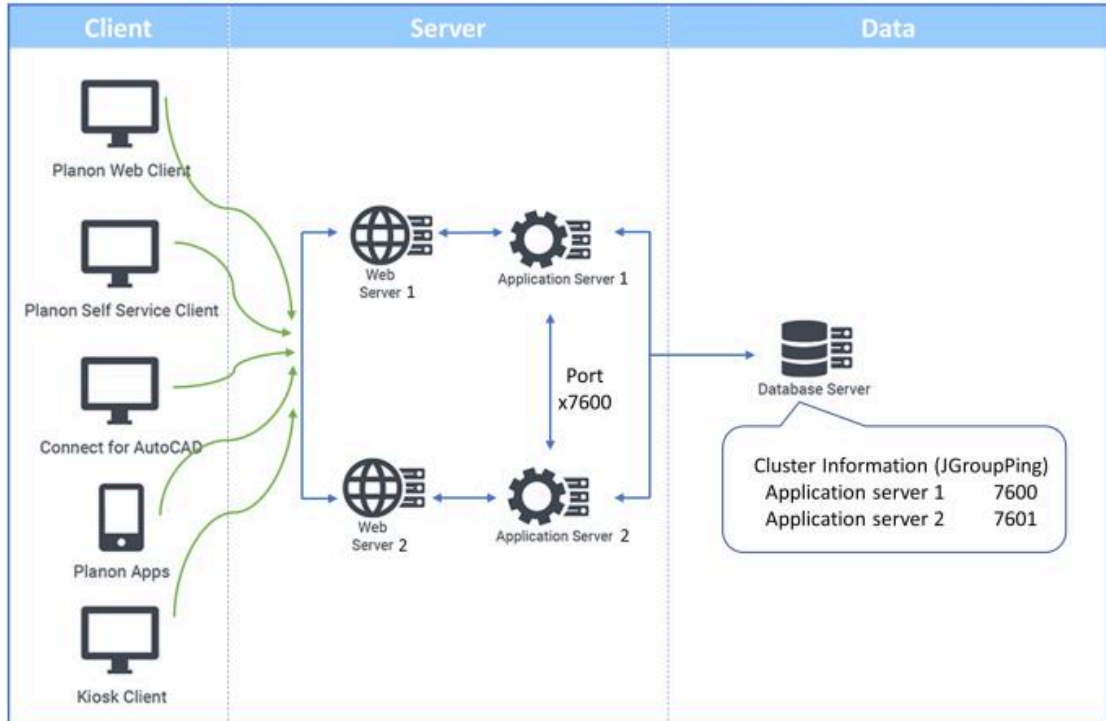 Client
Server
Data
Planon Web Client
Planon Self Service Client
Connect for AutoCAD
Planon Apps
Kiosk Client
Web
Server 1
Application Server 1
Port
x7600
Web
Server 2
Application Server 2
Database Server
Cluster Information (JGroupPing)
Application server 1 7600
Application server 2 7601